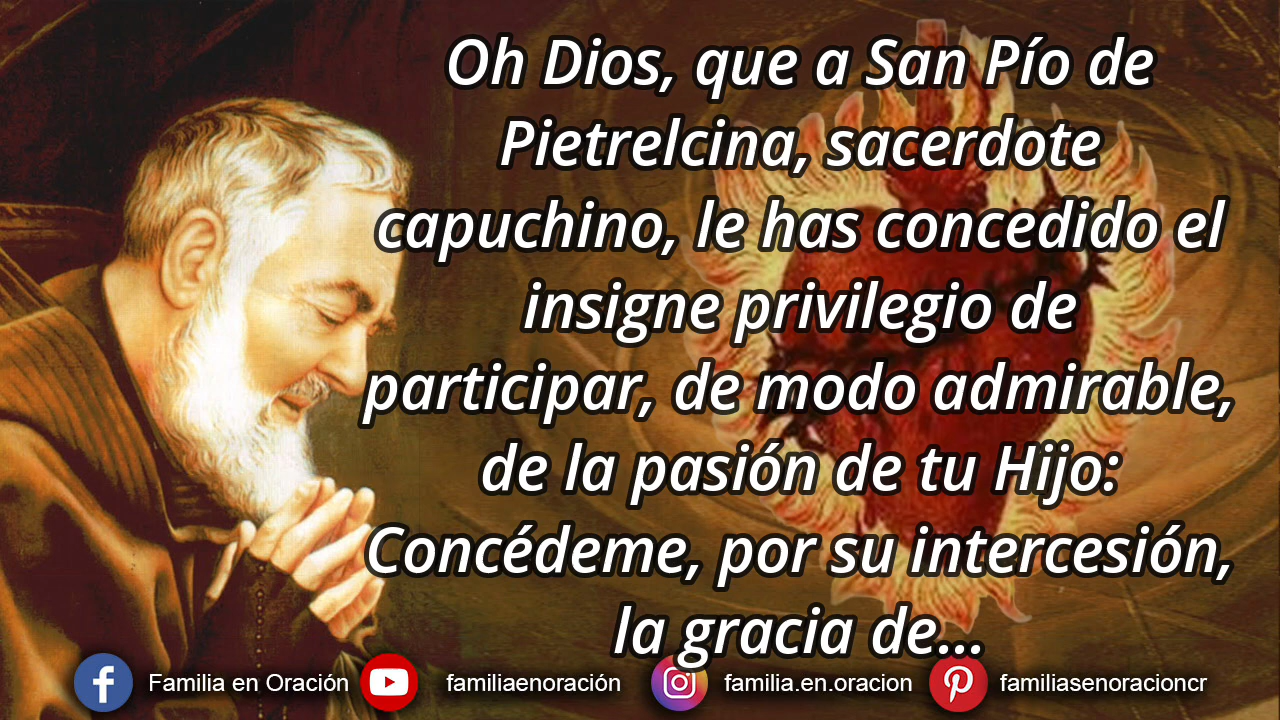 Oh Dios, que a San Pío de
Pietrelcina, sacerdote
capuchino, le has concedido el
insigne privilegio de
participar, de modo admirable,
de la pasión de tu Hijo:
Concédeme, por su intercesión,
la gracia de...
Familia en Oración familiaenoración familia.en.oracion familiasenoracioncr